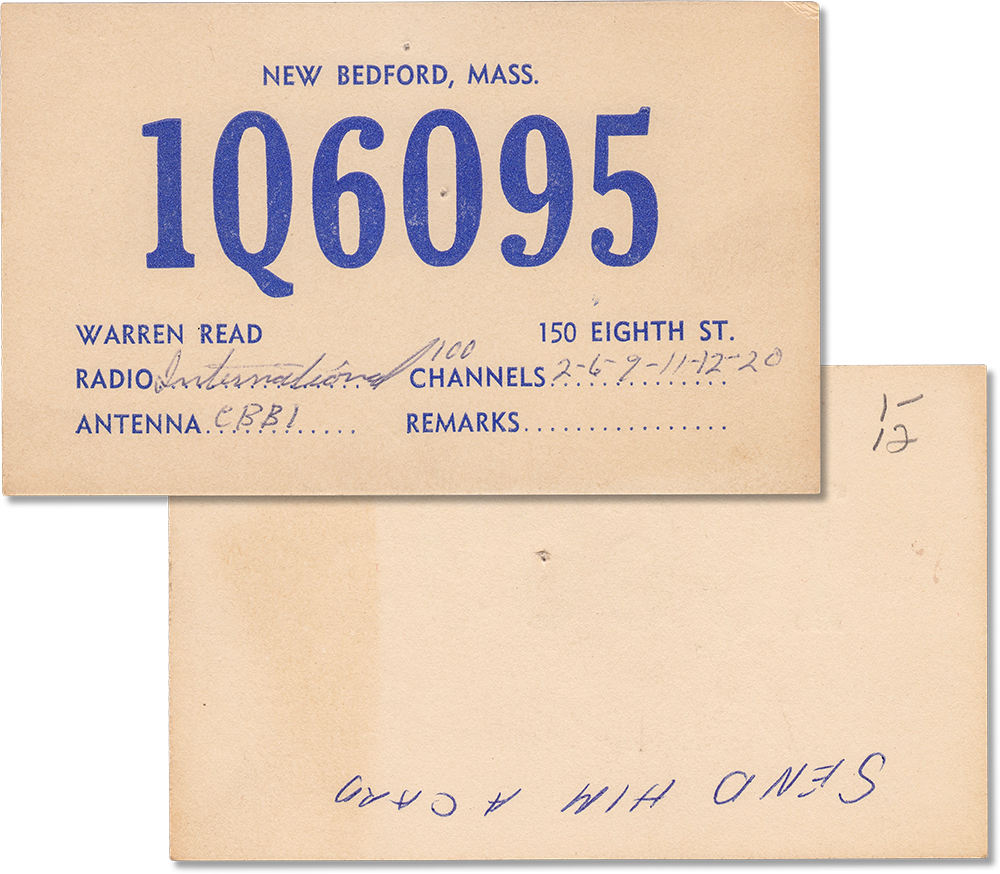 NEW BEDFORD, MASS.
1Q6095
WARREN READ 150 EIGHTH ST.
RADIO International 100 CHANNELS 2-6-9-11-12-20
ANTENNA CBB1
REMARKS
1-
12
SEND HIM A CARD